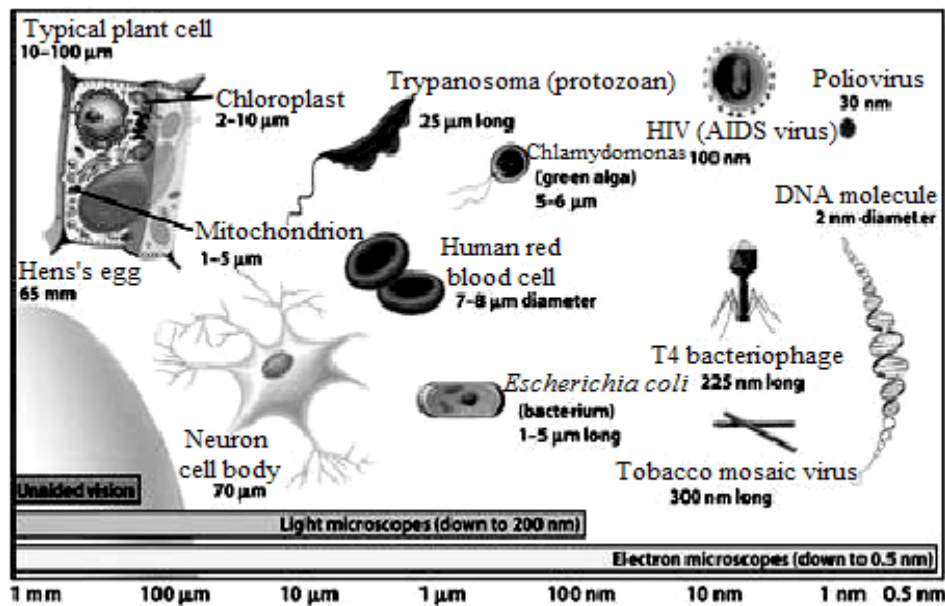 Typical plant cell
10–100 µm
Chloroplast
2–10 µm
Mitochondrion
1–5 µm
Hens's egg
65 mm
Trypanosoma (protozoan)
25 µm long
Chlamydomonas
(green alga)
5–6 µm
HIV (AIDS virus)
100 nm
Poliovirus
30 nm
DNA molecule
2 nm diameter
Human red
blood cell
7–8 µm diameter
T4 bacteriophage
225 nm long
Escherichia coli
(bacterium)
1–5 µm long
Neuron
cell body
70 µm
Tobacco mosaic virus
300 nm long
Unaided vision
Light microscopes (down to 200 nm)
Electron microscopes (down to 0.5 nm)
1 mm 100 µm 10 µm 1 µm 100 nm 10 nm 1 nm 0.5 nm